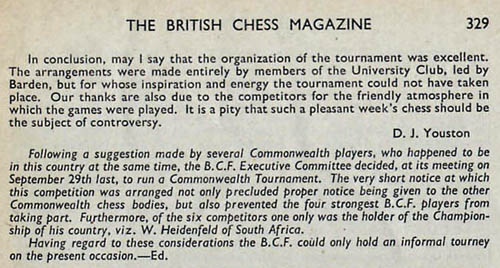 THE BRITISH CHESS MAGAZINE 329
In conclusion, may I say that the organization of the tournament was excellent.
The arrangements were made entirely by members of the University Club, led by
Barden, but for whose inspiration and energy the tournament could not have taken
place. Our thanks are also due to the competitors for the friendly atmosphere in
which the games were played. It is a pity that such a pleasant week's chess should be
the subject of controversy.
D. J. Youston
Following a suggestion made by several Commonwealth players, who happened to be
in this country at the same time, the B.C.F. Executive Committee decided, at its meeting on
September 29th last, to run a Commonwealth Tournament. The very short notice at which
this competition was arranged not only precluded proper notice being given to the other
Commonwealth chess bodies, but also prevented the four strongest B.C.F. players from
taking part. Furthermore, of the six competitors one only was the holder of the Champion-
ship of his country, viz. W. Heidenfeld of South Africa.
Having regard to these considerations the B.C.F. could only hold an informal tourney
on the present occasion.—Ed.